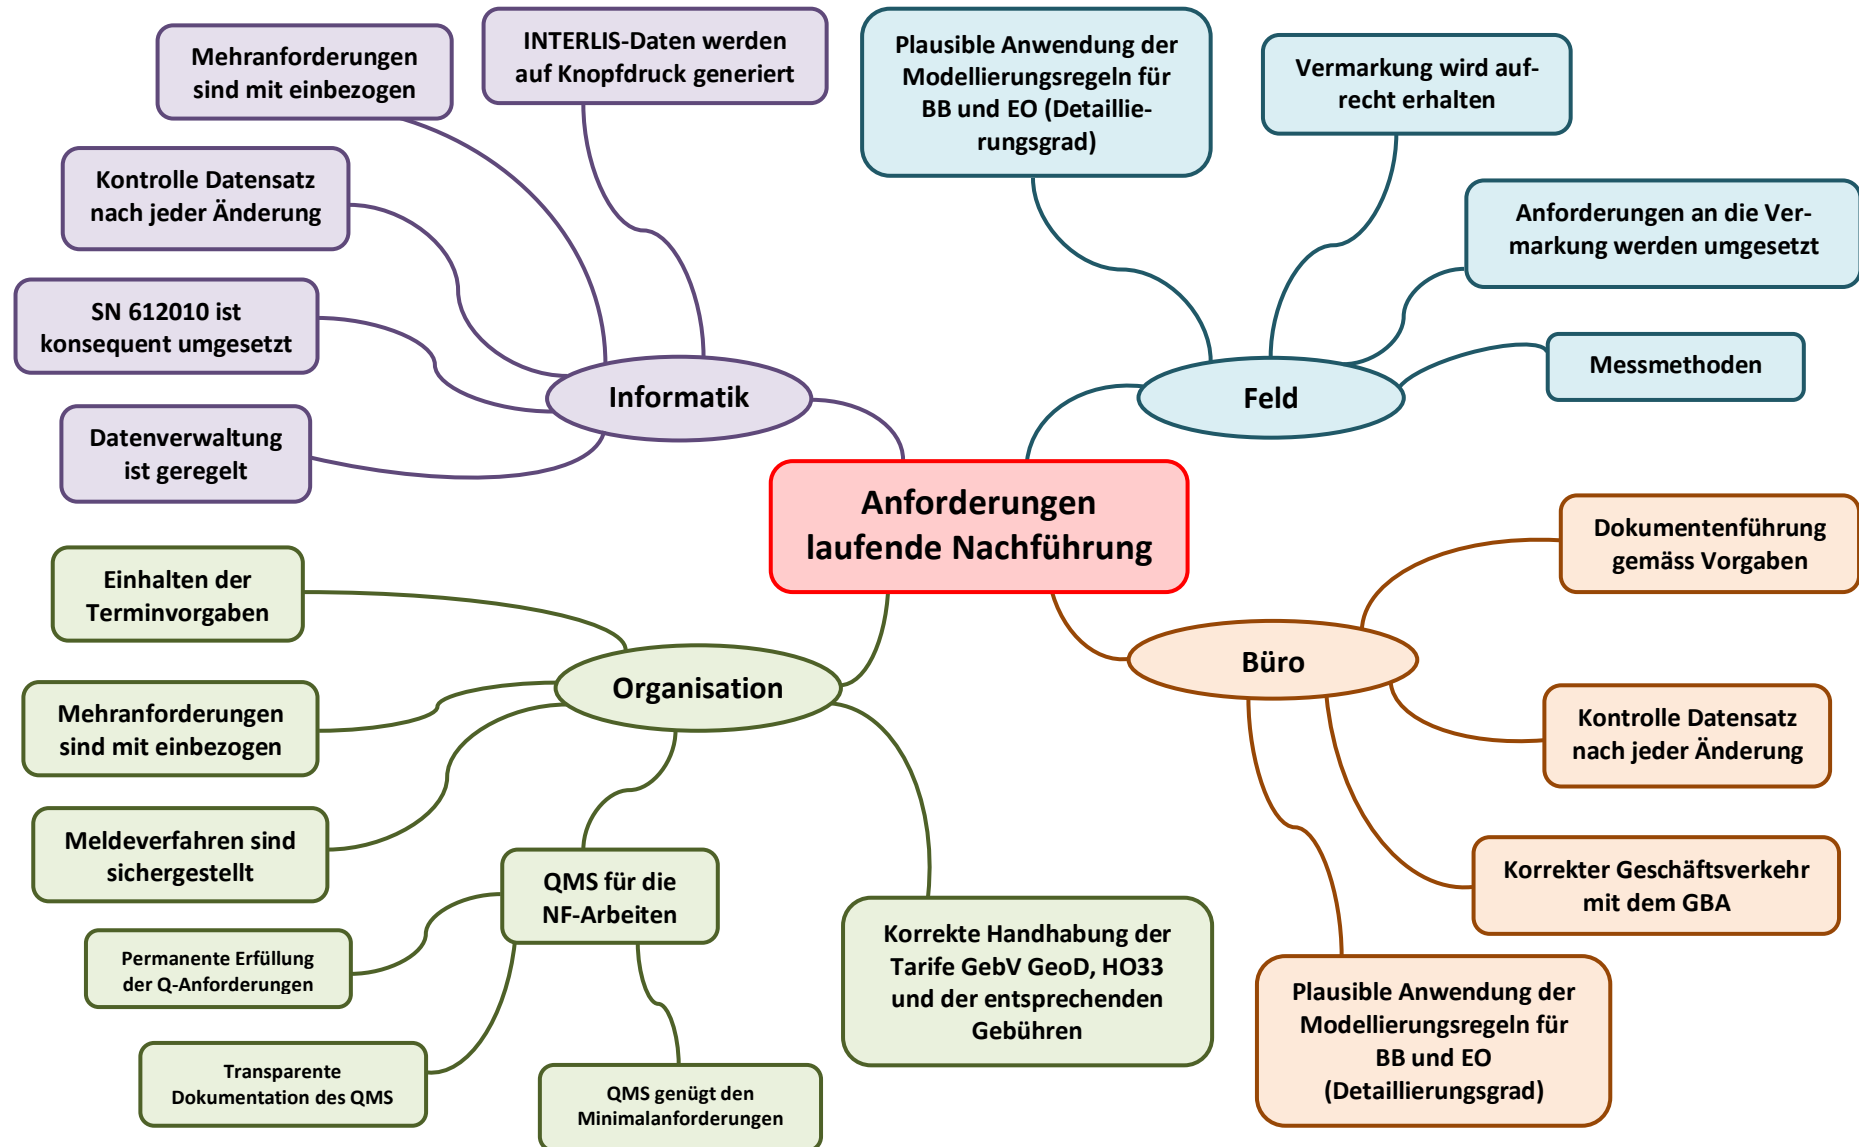 Mehranforderungen
sind mit einbezogen
INTERLIS-Daten werden
auf Knopfdruck generiert
Kontrolle Datensatz
nach jeder Änderung
SN 612010 ist
konsequent umgesetzt
Datenverwaltung
ist geregelt
Informatik
Plausible Anwendung der
Modellierungsregeln für
BB und EO (Detaillie-
rungsgrad)
Vermarkung wird auf-
recht erhalten
Anforderungen an die Ver-
markung werden umgesetzt
Messmethoden
Feld
Anforderungen
laufende Nachführung
Einhalten der
Terminvorgaben
Mehranforderungen
sind mit einbezogen
Meldeverfahren sind
sichergestellt
Organisation
QMS für die
NF-Arbeiten
Permanente Erfüllung
der Q-Anforderungen
Transparente
Dokumentation des QMS
QMS genügt den
Minimalanforderungen
Korrekte Handhabung der
Tarife GebV GeoD, HO33
und der entsprechenden
Gebühren
Büro
Dokumentenführung
gemäss Vorgaben
Kontrolle Datensatz
nach jeder Änderung
Korrekter Geschäftsverkehr
mit dem GBA
Plausible Anwendung der
Modellierungsregeln für
BB und EO
(Detaillierungsgrad)